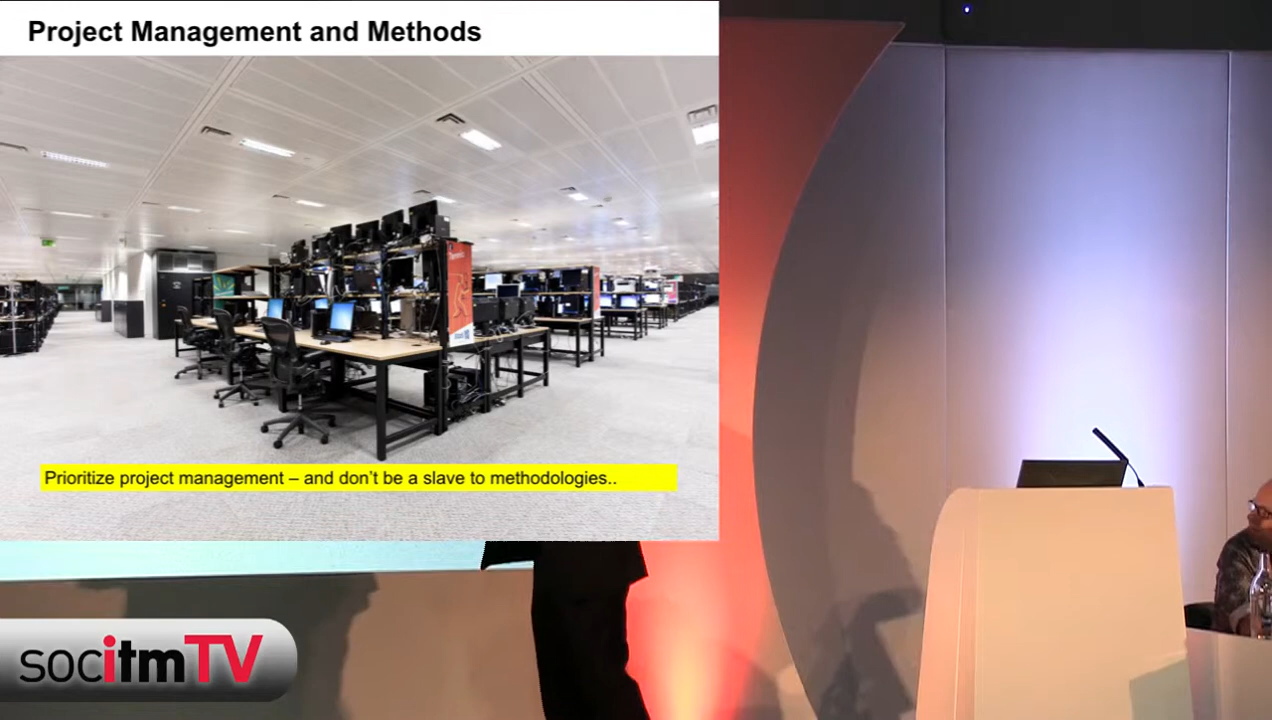 Project Management and Methods
Prioritize project management – and don't be a slave to methodologies..
socitmTV